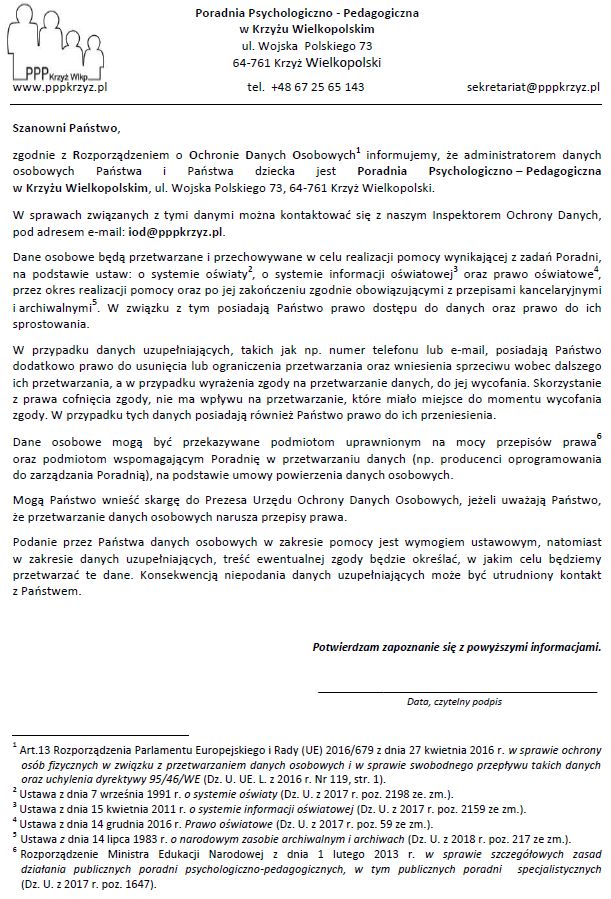 Poradnia Psychologiczno - Pedagogiczna
w Krzyżu Wielkopolskim
ul. Wojska Polskiego 73
64-761 Krzyż Wielkopolski
PPP Krzyż Wlkp.
www.pppkrzyz.pl tel. +48 67 25 65 143 sekretariat@pppkrzyz.pl
Szanowni Państwo,
zgodnie z Rozporządzeniem o Ochronie Danych Osobowych1 informujemy, że administratorem danych
osobowych Państwa i Państwa dziecka jest Poradnia Psychologiczno – Pedagogiczna
w Krzyżu Wielkopolskim, ul. Wojska Polskiego 73, 64-761 Krzyż Wielkopolski.
W sprawach związanych z tymi danymi można kontaktować się z naszym Inspektorem Ochrony Danych,
pod adresem e-mail: iod@pppkrzyz.pl.
Dane osobowe będą przetwarzane i przechowywane w celu realizacji pomocy wynikającej z zadań Poradni,
na podstawie ustaw: o systemie oświaty2, o systemie informacji oświatowej3 oraz prawo oświatowe4,
przez okres realizacji pomocy oraz po jej zakończeniu zgodnie obowiązującymi z przepisami kancelaryjnymi
i archiwalnymi5. W związku z tym posiadają Państwo prawo dostępu do danych oraz prawo do ich
sprostowania.
W przypadku danych uzupełniających, takich jak np. numer telefonu lub e-mail, posiadają Państwo
dodatkowo prawo do usunięcia lub ograniczenia przetwarzania oraz wniesienia sprzeciwu wobec dalszego
ich przetwarzania, a w przypadku wyrażenia zgody na przetwarzanie danych, do jej wycofania. Skorzystanie
z prawa cofnięcia zgody, nie ma wpływu na przetwarzanie, które miało miejsce do momentu wycofania
zgody. W przypadku tych danych posiadają również Państwo prawo do ich przeniesienia.
Dane osobowe mogą być przekazywane podmiotom uprawnionym na mocy przepisów prawa6
oraz podmiotom wspomagającym Poradnię w przetwarzaniu danych (np. producenci oprogramowania
do zarządzania Poradnią), na podstawie umowy powierzenia danych osobowych.
Mogą Państwo wnieść skargę do Prezesa Urzędu Ochrony Danych Osobowych, jeżeli uważają Państwo,
że przetwarzanie danych osobowych narusza przepisy prawa.
Podanie przez Państwa danych osobowych w zakresie pomocy jest wymogiem ustawowym, natomiast
w zakresie danych uzupełniających, treść ewentualnej zgody będzie określać, w jakim celu będziemy
przetwarzać te dane. Konsekwencją niepodania danych uzupełniających może być utrudniony kontakt
z Państwem.
Potwierdzam zapoznanie się z powyższymi informacjami.
Data, czytelny podpis
1 Art.13 Rozporządzenia Parlamentu Europejskiego i Rady (UE) 2016/679 z dnia 27 kwietnia 2016 r. w sprawie ochrony
osób fizycznych w związku z przetwarzaniem danych osobowych i w sprawie swobodnego przepływu takich danych
oraz uchylenia dyrektywy 95/46/WE (Dz. U. UE. L. z 2016 r. Nr 119, str. 1).
2 Ustawa z dnia 7 września 1991 r. o systemie oświaty (Dz. U. z 2017 r. poz. 2198 ze. zm.).
3 Ustawa z dnia 15 kwietnia 2011 r. o systemie informacji oświatowej (Dz. U. z 2017 r. poz. 2159 ze zm.).
4 Ustawa z dnia 14 grudnia 2016 r. Prawo oświatowe (Dz. U. z 2017 r. poz. 59 ze zm.).
5 Ustawa z dnia 14 lipca 1983 r. o narodowym zasobie archiwalnym i archiwach (Dz. U. z 2018 r. poz. 217 ze zm.).
6 Rozporządzenie Ministra Edukacji Narodowej z dnia 1 lutego 2013 r. w sprawie szczegółowych zasad
działania publicznych poradni psychologiczno-pedagogicznych, w tym publicznych poradni specjalistycznych
(Dz. U. z 2017 r. poz. 1647).